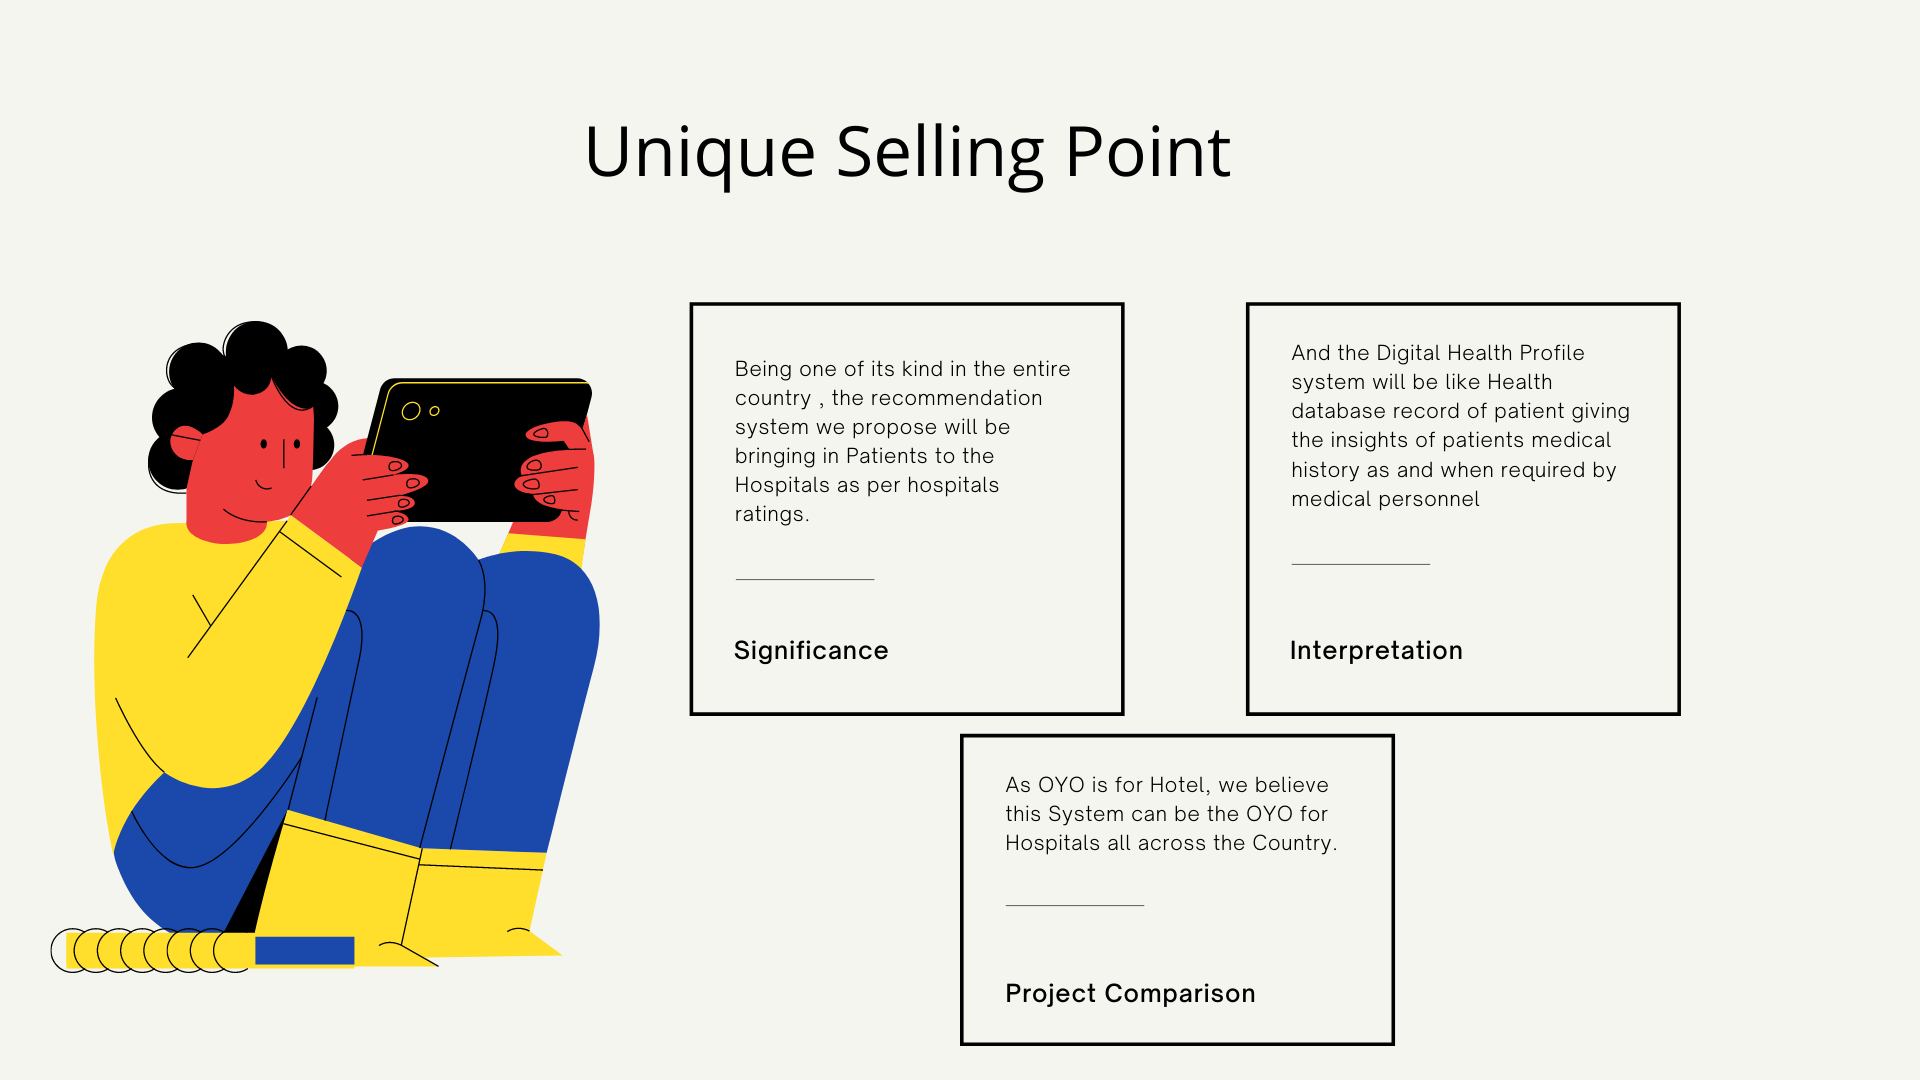 Unique Selling Point
Being one of its kind in the entire
country , the recommendation
system we propose will be
bringing in Patients to the
Hospitals as per hospitals
ratings.
Significance
And the Digital Health Profile
system will be like Health
database record of patient giving
the insights of patients medical
history as and when required by
medical personnel
Interpretation
As OYO is for Hotel, we believe
this System can be the OYO for
Hospitals all across the Country.
Project Comparison